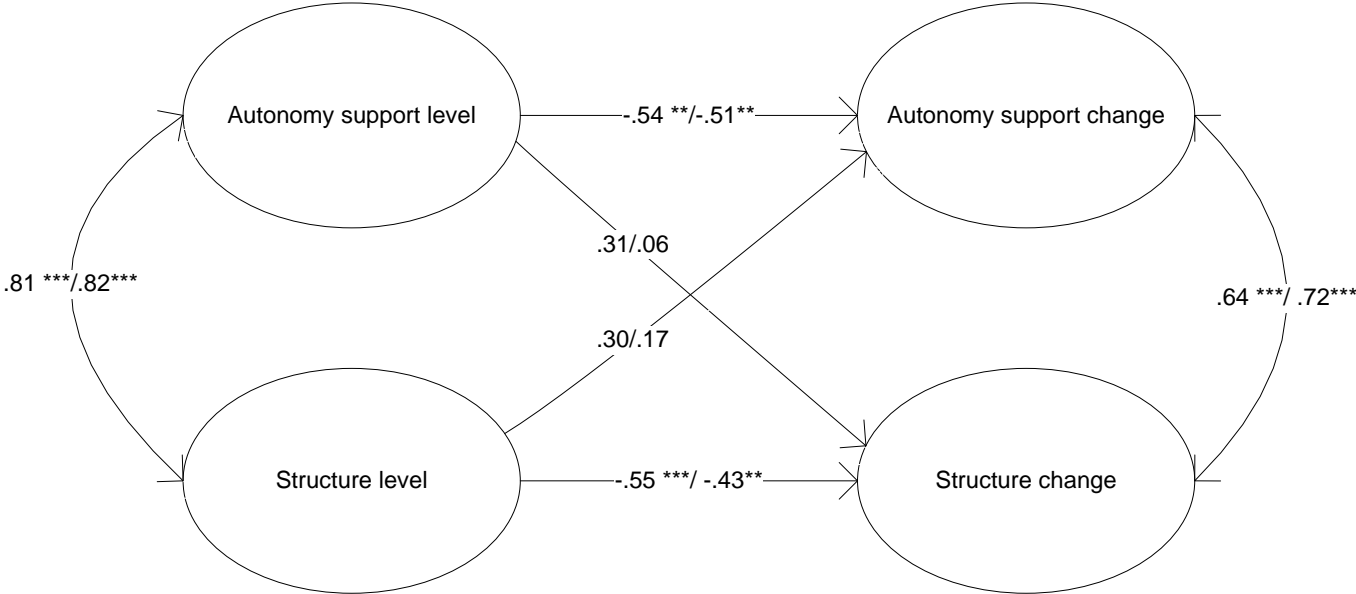 Autonomy support level
-.54 **/-.51**
Autonomy support change
.31/.06
.81 ***/.82***
.64 ***/ .72***
.30/.17
Structure level
-.55 ***/ -.43**
Structure change